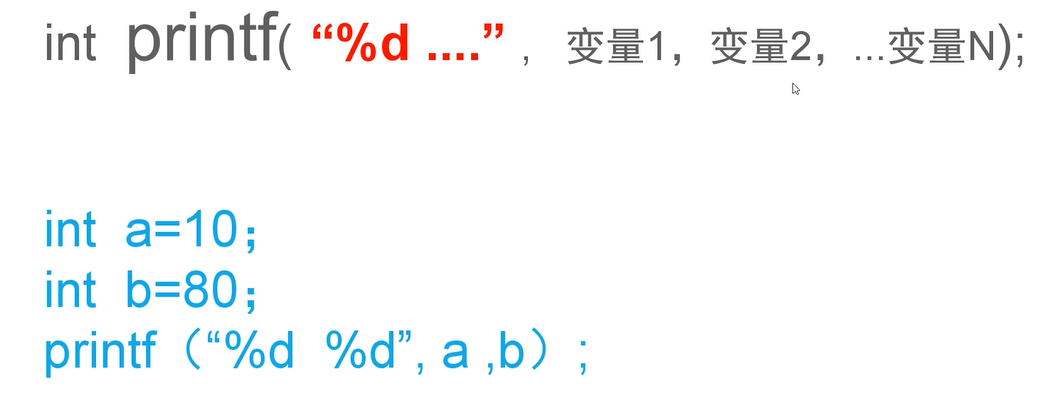 int printf( “%d ....” , 变量1，变量2，...变量N);
int a=10；
int b=80；
printf（“%d %d”, a ,b）;